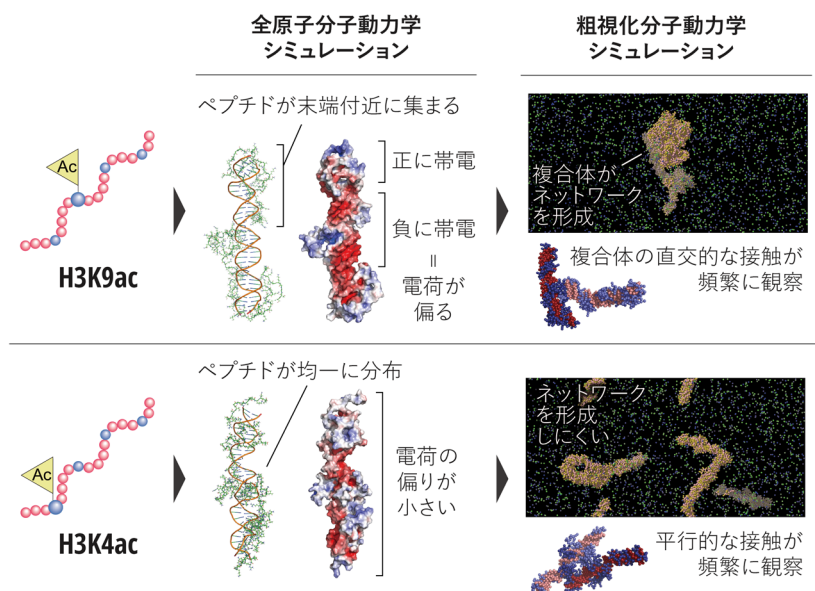 全原子分子動力学
シミュレーション
粗視化分子動力学
シミュレーション
Ac
H3K9ac
ペプチドが末端付近に集まる
正に帯電
負に帯電
॥
電荷が
偏る
複合体が
ネットワーク
を形成
複合体の直交的な接触が
頻繁に観察
Ac
H3K4ac
ペプチドが均一に分布
電荷の
偏りが
小さい
ネットワーク
を形成
しにくい
平行的な接触が
頻繁に観察